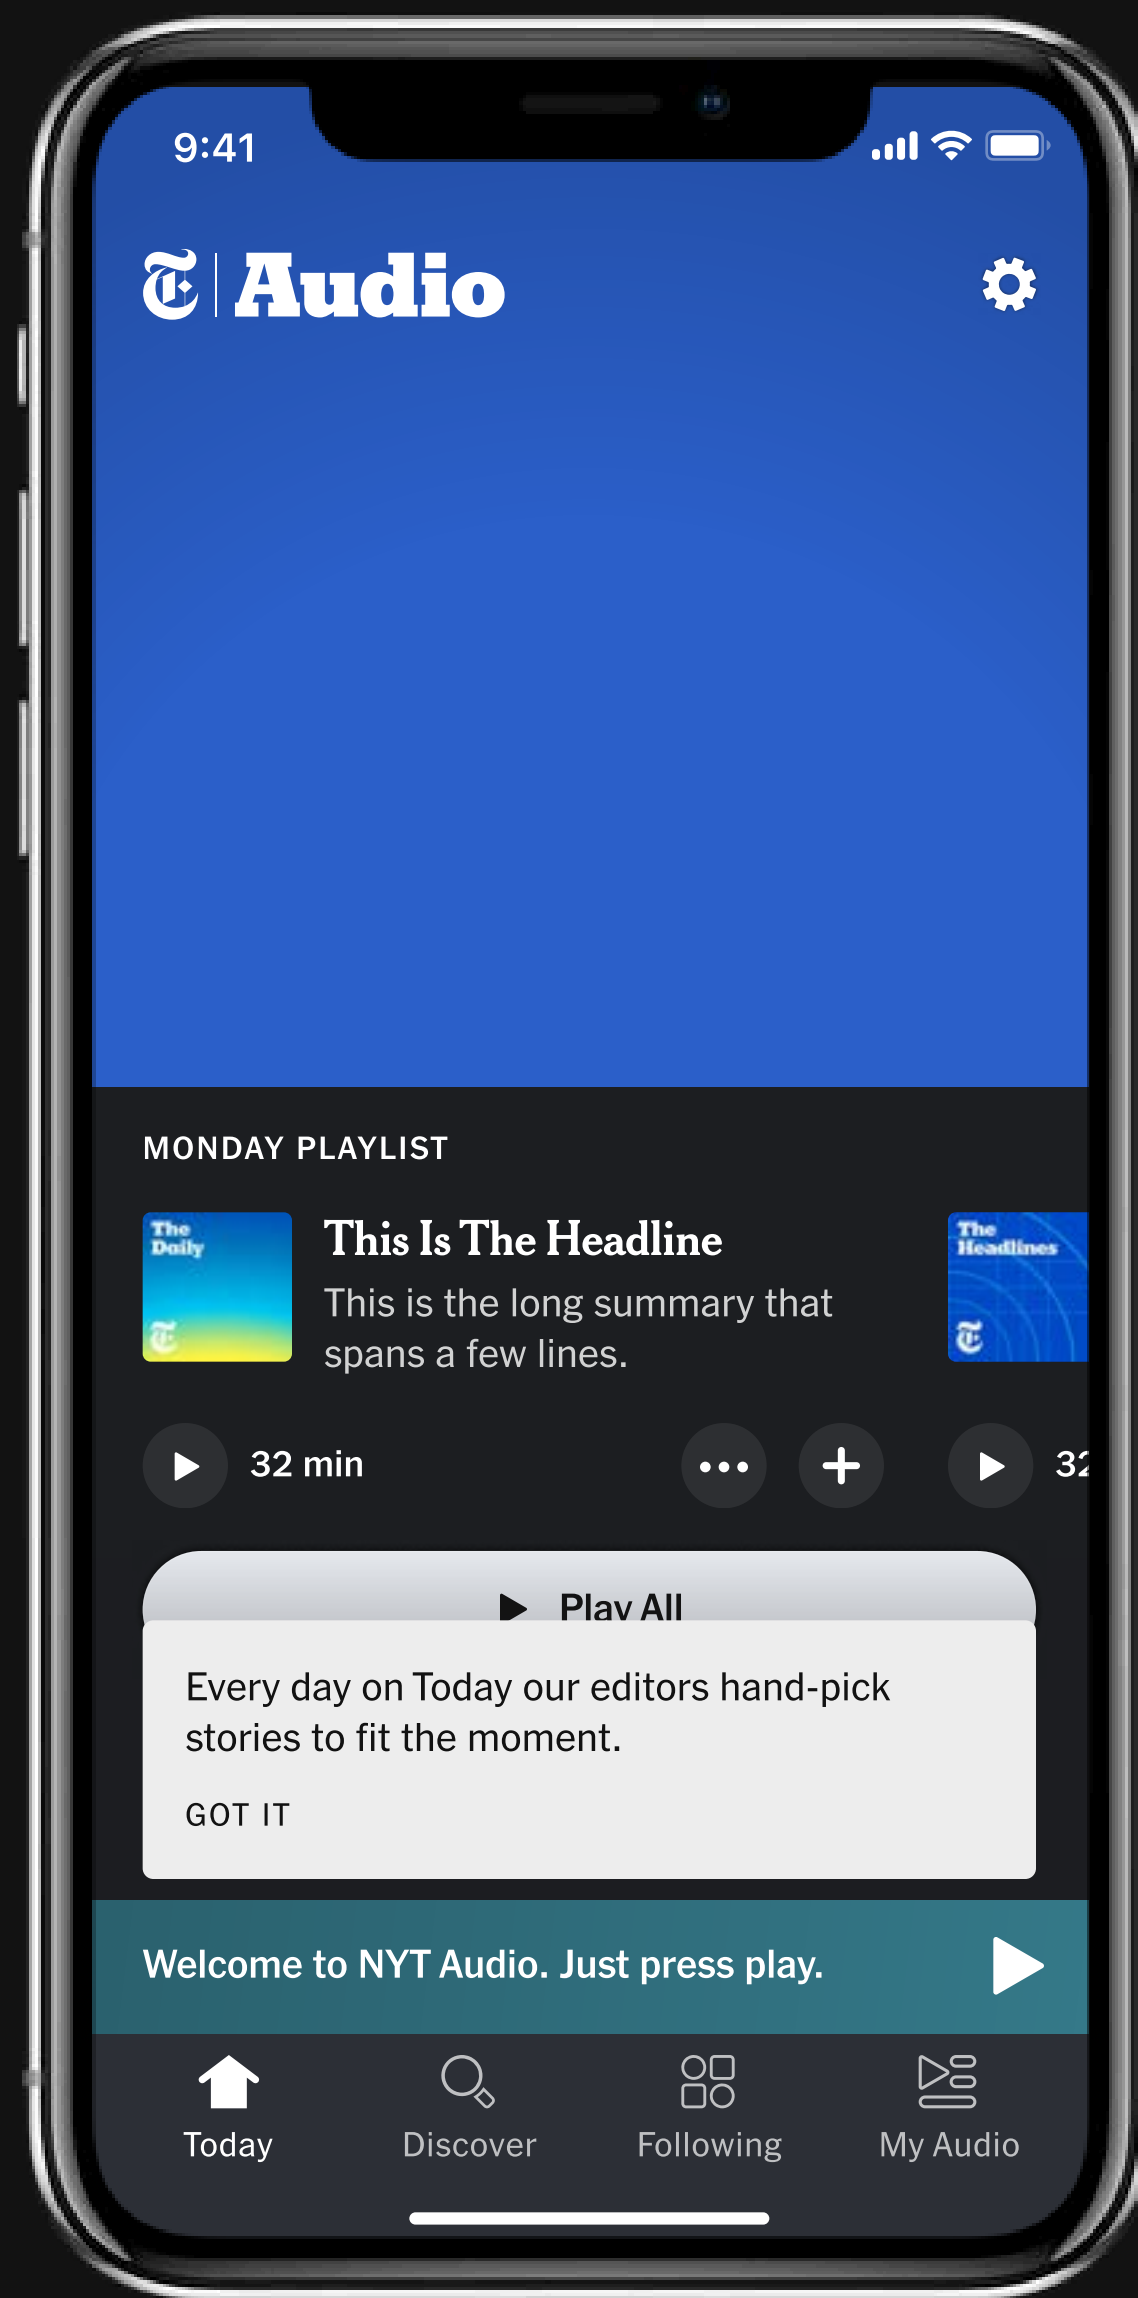 9:41
T Audio
MONDAY PLAYLIST
The
Daily
T
This Is The Headline
This is the long summary that
spans a few lines.
The
Headlines
T
32 min
32
Play All
Every day on Today our editors hand-pick
stories to fit the moment.
GOT IT
Welcome to NYT Audio. Just press play.
Today
Discover
Following
My Audio